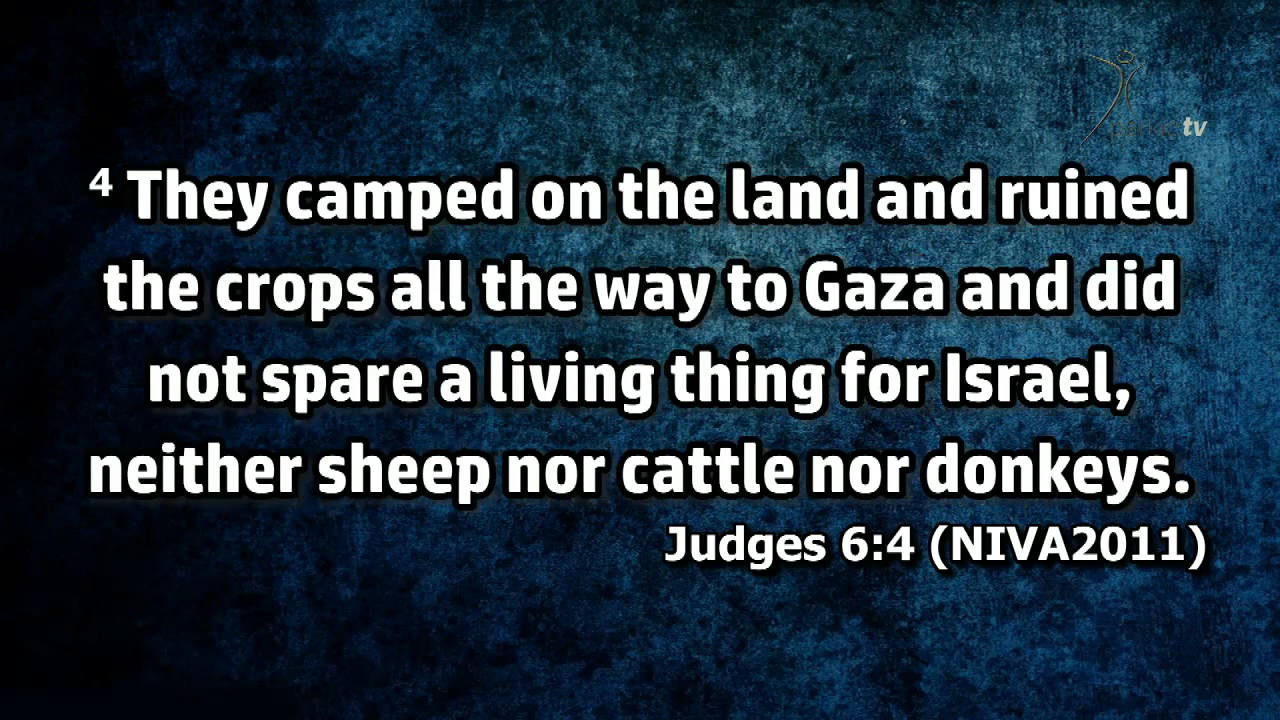 tv
4 They camped on the land and ruined
the crops all the way to Gaza and did
not spare a living thing for Israel,
neither sheep nor cattle nor donkeys.
Judges 6:4 (NIVA2011)